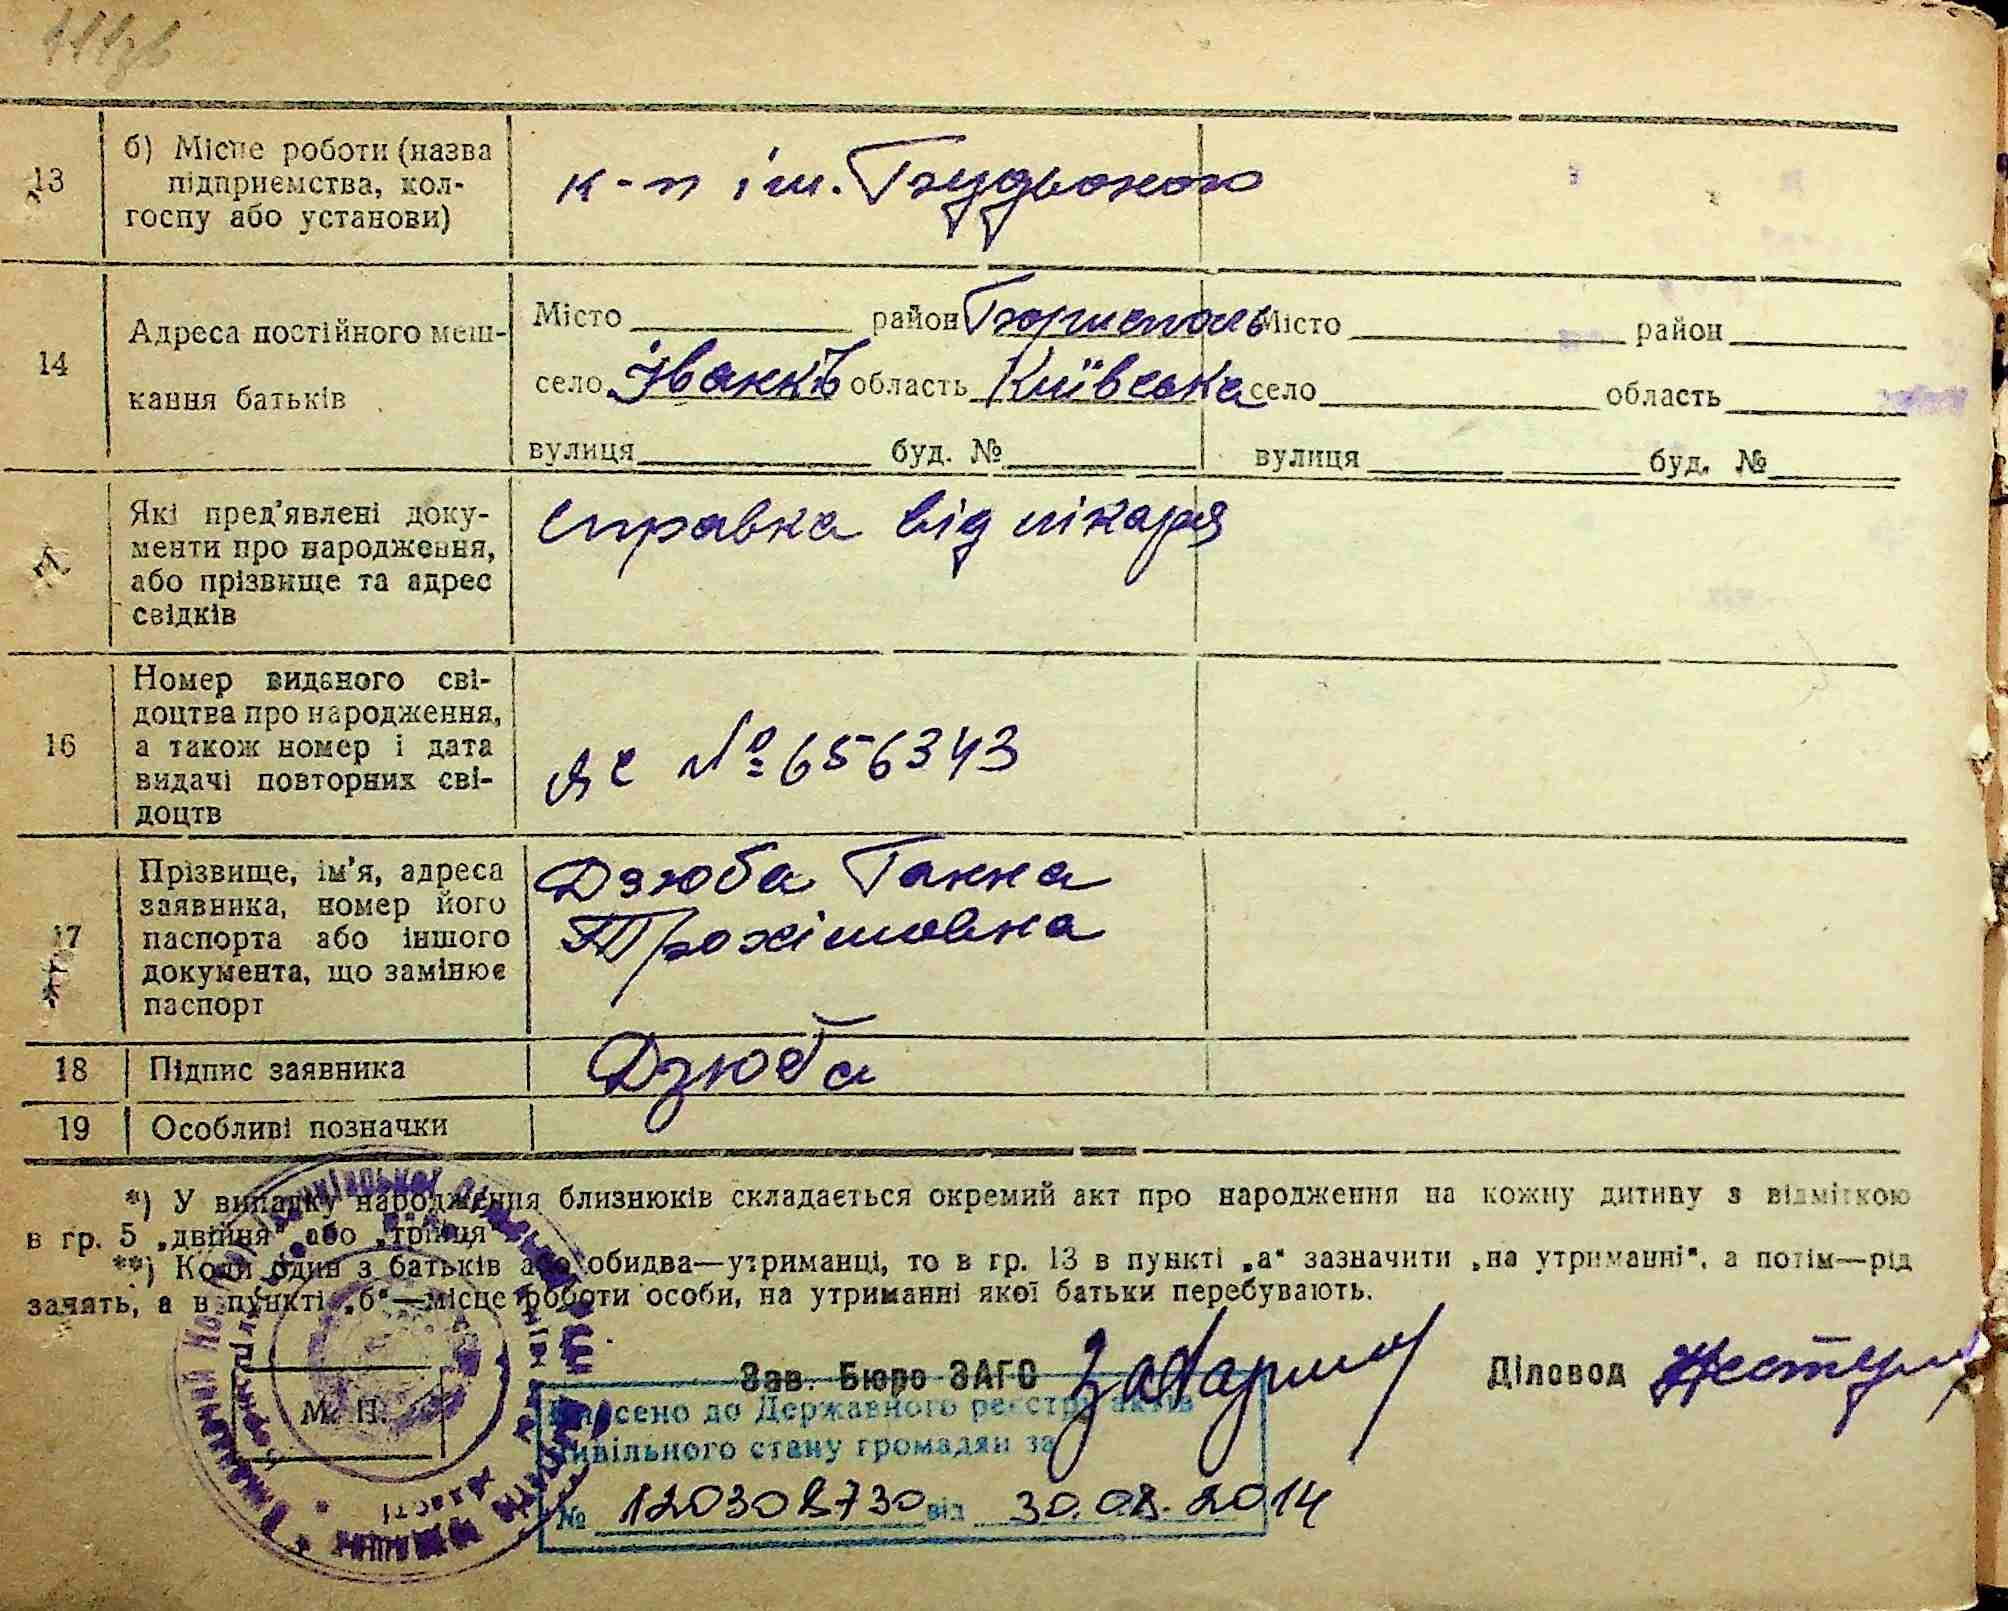 111зв
13
б) Місце роботи (назва
підприємства, кол-
госпу або установи)
к-п ім. Будьоного
14
Адреса постійного меш-
кання батьків
Місто район Бориспіль Місто район
село Іванків область Київська село область
вулиця буд. № вулиця буд. №
Які пред'явлені доку-
менти про народження,
або прізвище та адрес
свідків
справка від лікаря
16
Номер виданого сві-
доцтва про народження,
а також номер і дата
видачі повторних сві-
доцтв
ЯС № 656343
17
Прізвище, ім'я, адреса
заявника, номер його
паспорта або іншого
документа, що замінює
паспорт
Дзюба Ганна
Трохімовна
18
Підпис заявника
Дзюба
19
Особливі позначки
*) У випадку народження близнюків складається окремий акт про народження на кожну дитину з відміткою
в гр. 5 „двійня" або „трійця"
**) Коли один з батьків або обидва—утриманці, то в гр. 13 в пункті „а" зазначити „на утриманні", а потім—рід
занять, а в пункті „б"—місце роботи особи, на утриманні якої батьки перебувають.
Зав. Бюро ЗАГС
Діловод
М. П.
Внесено до Державного реєстру актів
цивільного стану громадян за
№ 120308730 від 30.08.2014